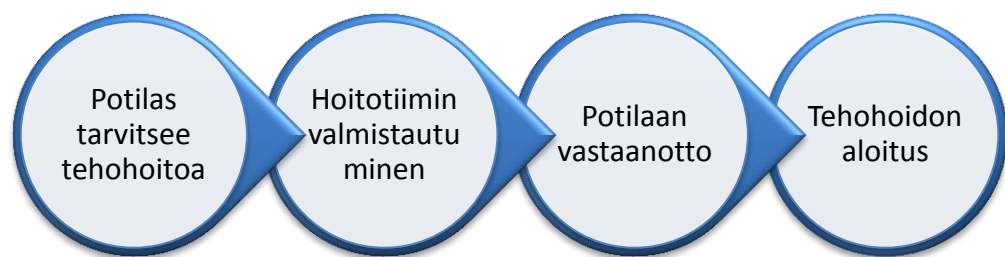 Potilas
tarvitsee
tehohoitoa
Hoitotiimin
valmistautu
minen
Potilaan
vastaanotto
Tehohoidon
aloitus